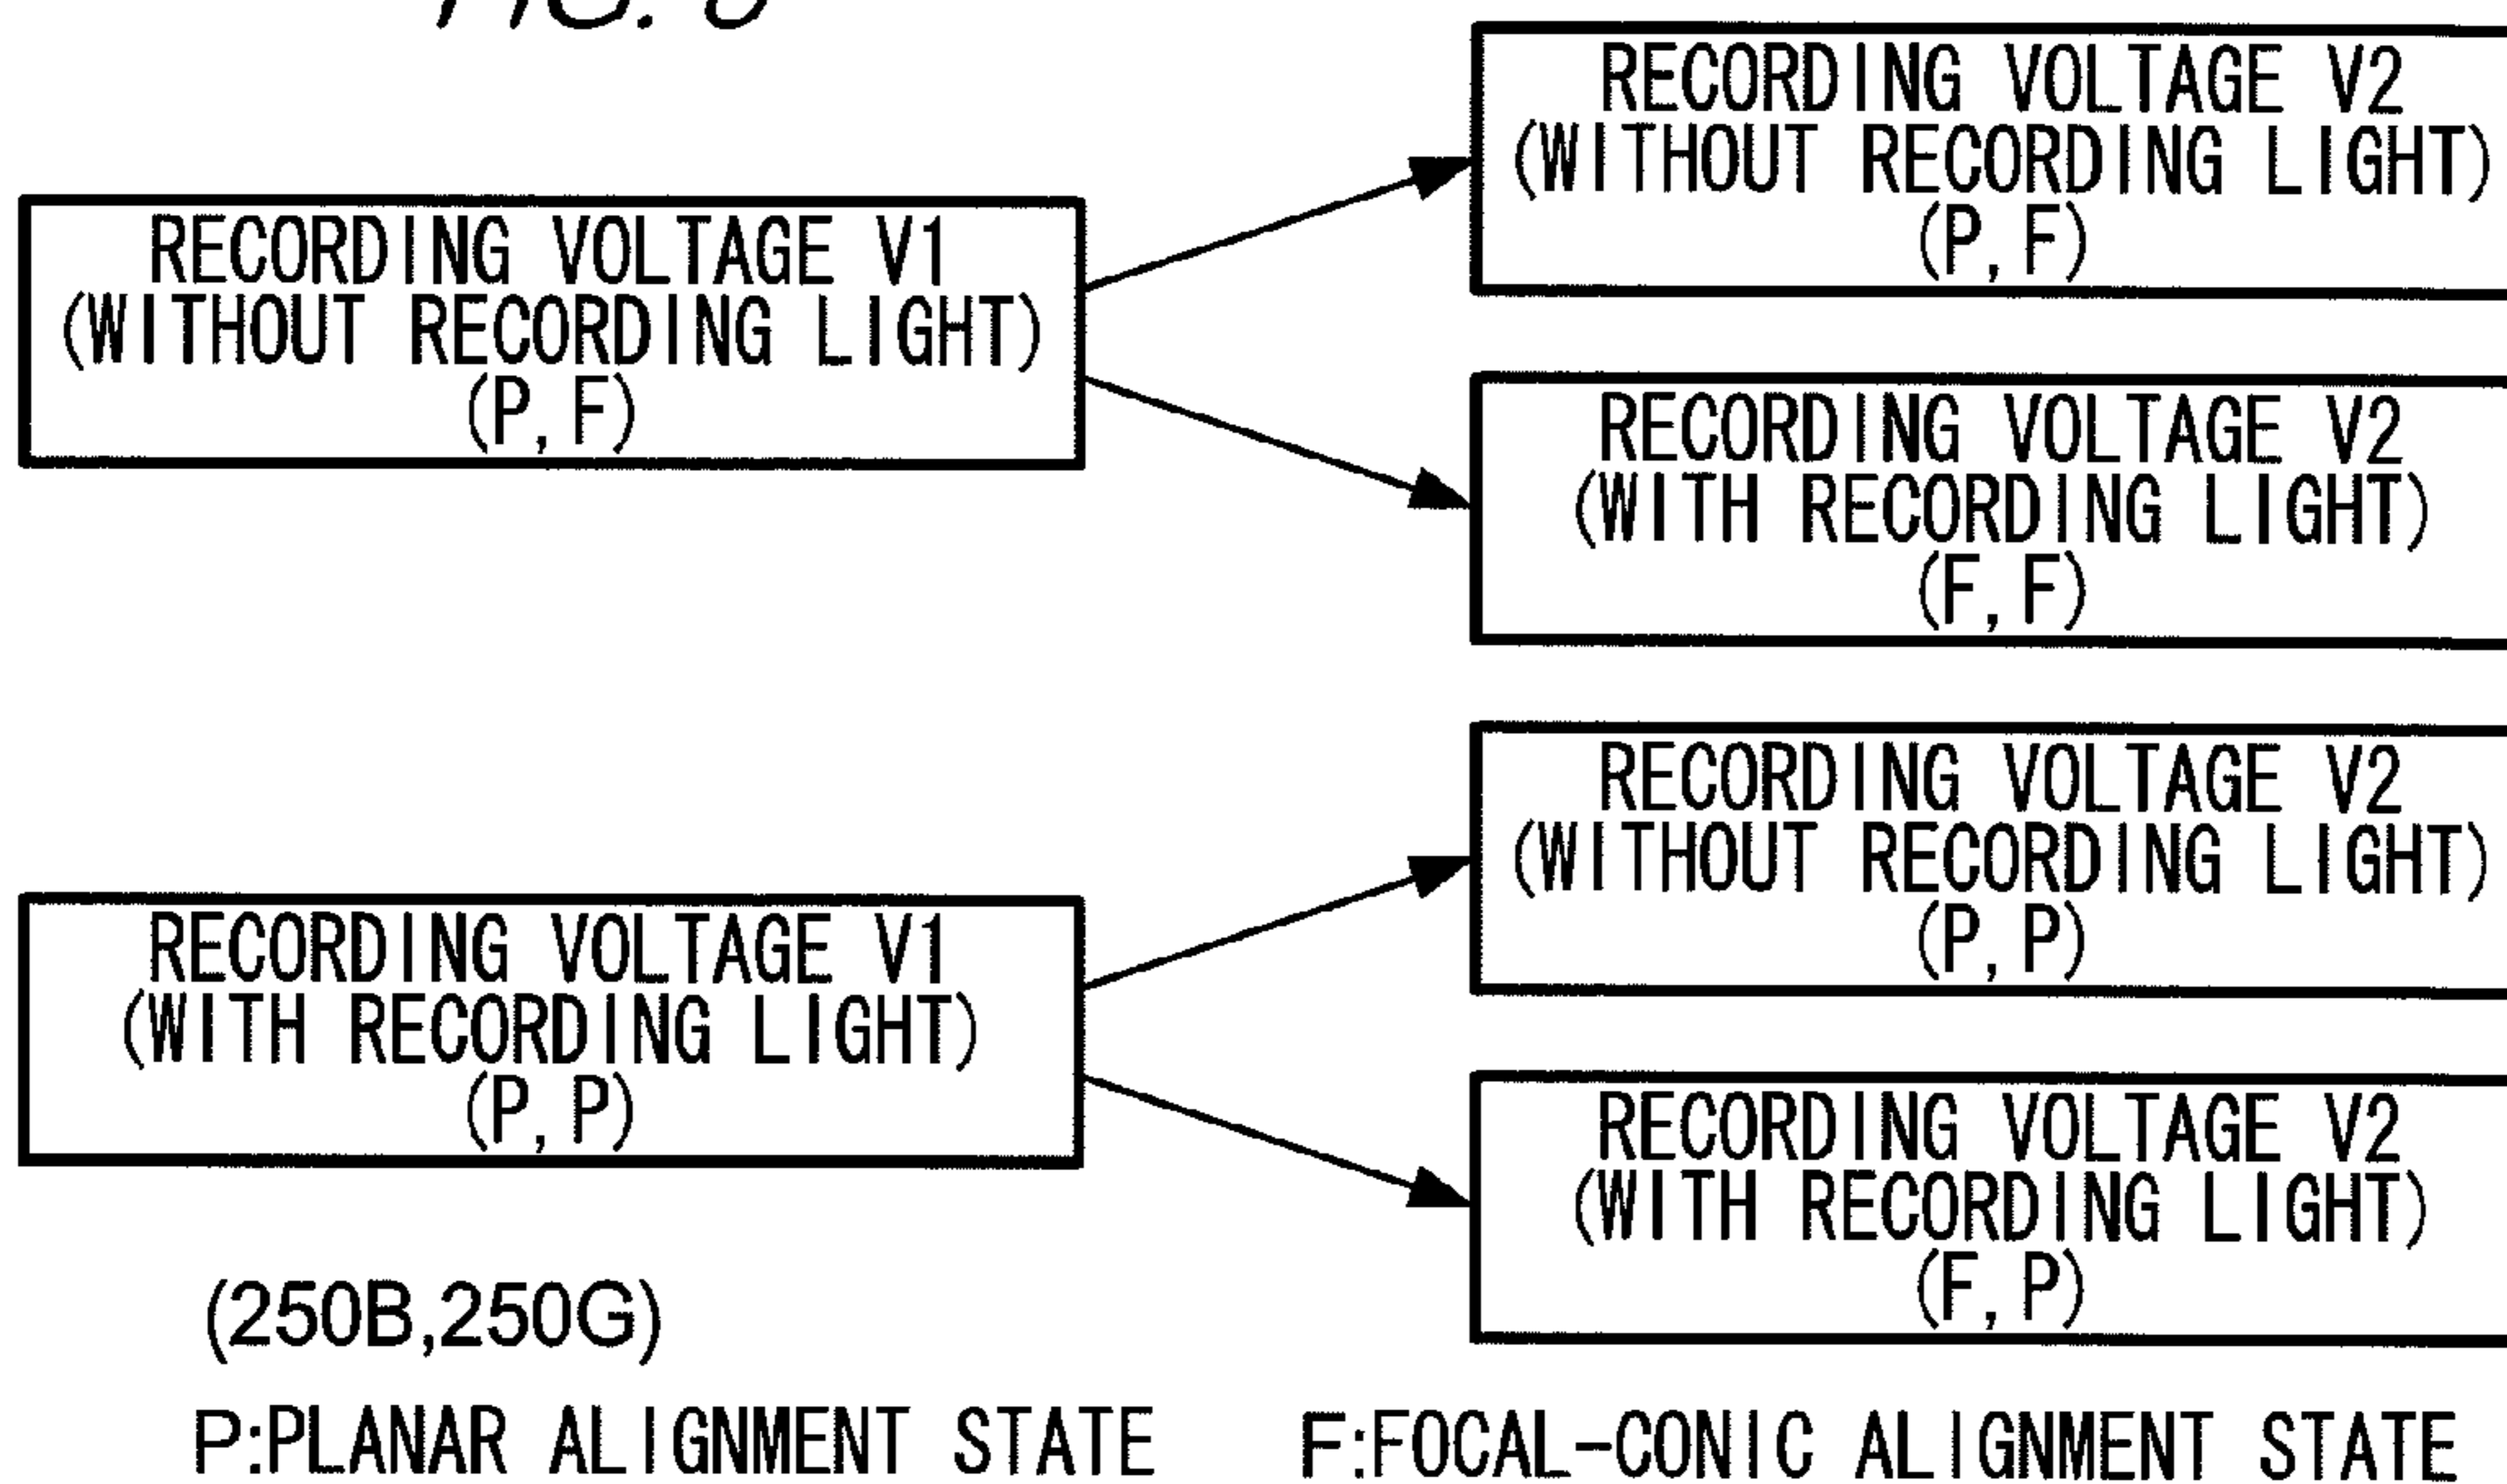 FIG.
RECORDING VOLTAGE V1
(WITHOUT RECORDING LIGHT)
(P, F)
RECORDING VOLTAGE V2
(WITHOUT RECORDING LIGHT)
(P, F)
RECORDING VOLTAGE V2
(WITH RECORDING LIGHT)
(F, F)
RECORDING VOLTAGE V1
(WITH RECORDING LIGHT)
(P, P)
RECORDING VOLTAGE V2
(WITHOUT RECORDING LIGHT)
(P, P)
RECORDING VOLTAGE V2
(WITH RECORDING LIGHT)
(F, P)
(250B,250G)
P:PLANAR ALIGNMENT STATE F:FOCAL-CONIC ALIGNMENT STATE